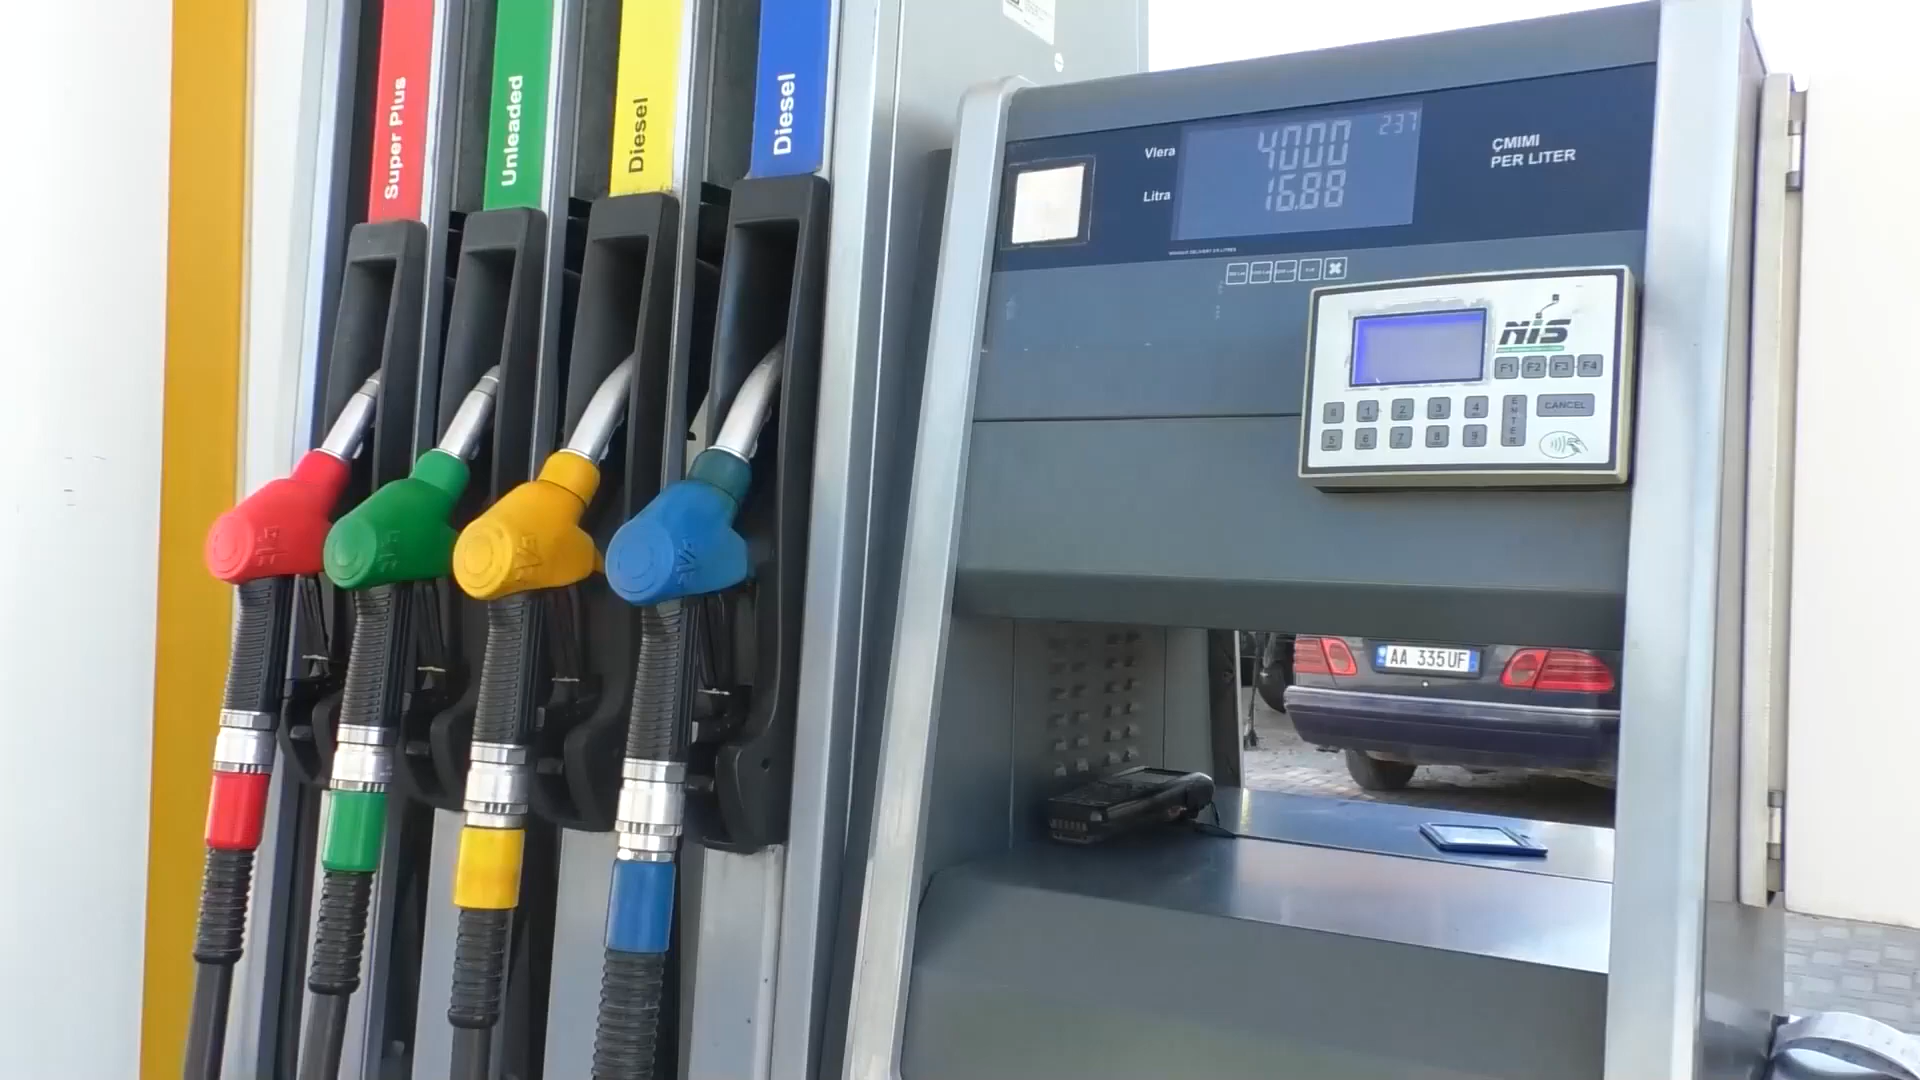 Super Plus
Unleaded
Diesel
Diesel
Vlera
4000
237
Litra
16.88
ÇMIMI
PER LITER
NIS
F1 F2 F3 F4
0 1 2 3 4
5 6 7 8 9
ENTER
CANCEL
AA 335UF